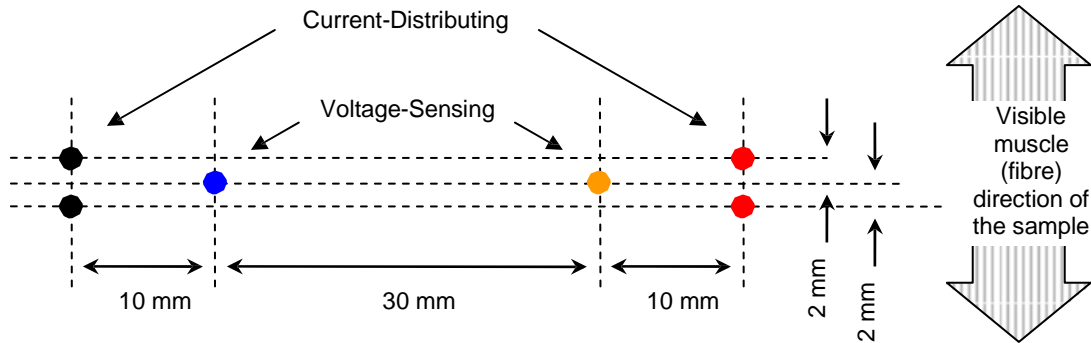 Current-Distributing
Voltage-Sensing
Visible
muscle
(fibre)
direction of
the sample
10 mm
30 mm
10 mm
2 mm
2 mm